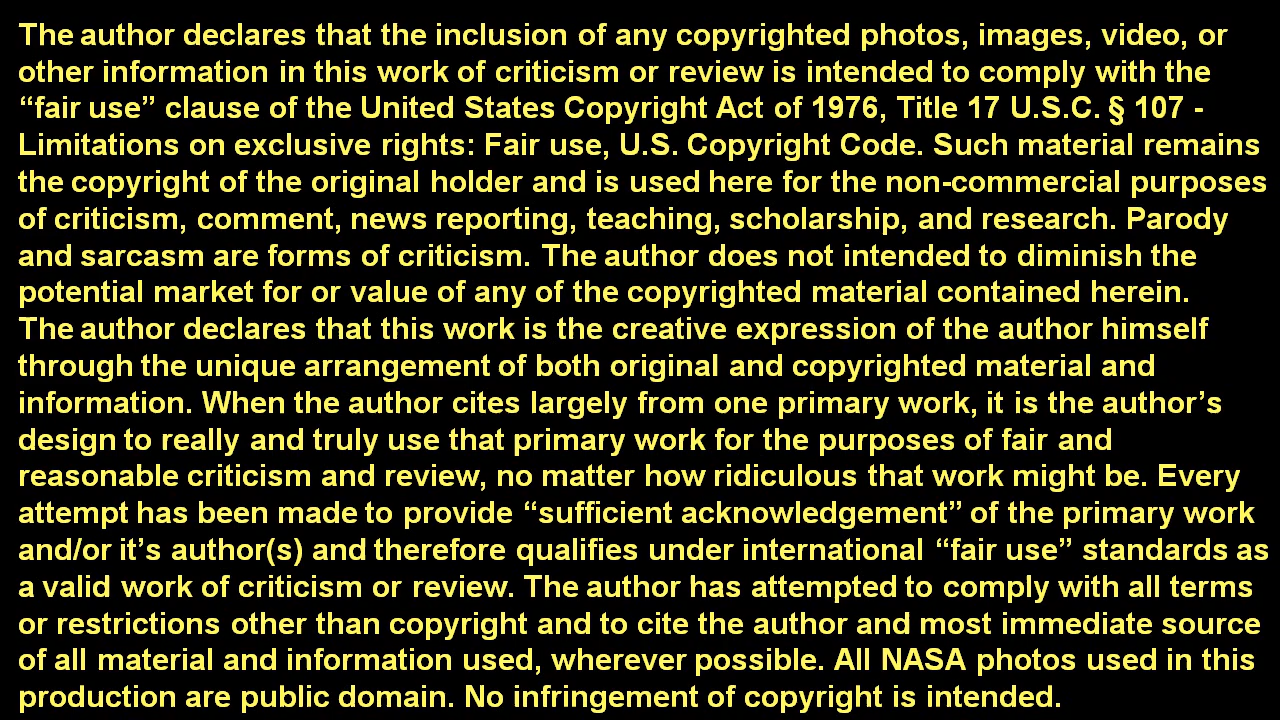 The author declares that the inclusion of any copyrighted photos, images, video, or
other information in this work of criticism or review is intended to comply with the
“fair use” clause of the United States Copyright Act of 1976, Title 17 U.S.C. § 107 -
Limitations on exclusive rights: Fair use, U.S. Copyright Code. Such material remains
the copyright of the original holder and is used here for the non-commercial purposes
of criticism, comment, news reporting, teaching, scholarship, and research. Parody
and sarcasm are forms of criticism. The author does not intended to diminish the
potential market for or value of any of the copyrighted material contained herein.
The author declares that this work is the creative expression of the author himself
through the unique arrangement of both original and copyrighted material and
information. When the author cites largely from one primary work, it is the author’s
design to really and truly use that primary work for the purposes of fair and
reasonable criticism and review, no matter how ridiculous that work might be. Every
attempt has been made to provide “sufficient acknowledgement” of the primary work
and/or it’s author(s) and therefore qualifies under international “fair use” standards as
a valid work of criticism or review. The author has attempted to comply with all terms
or restrictions other than copyright and to cite the author and most immediate source
of all material and information used, wherever possible. All NASA photos used in this
production are public domain. No infringement of copyright is intended.